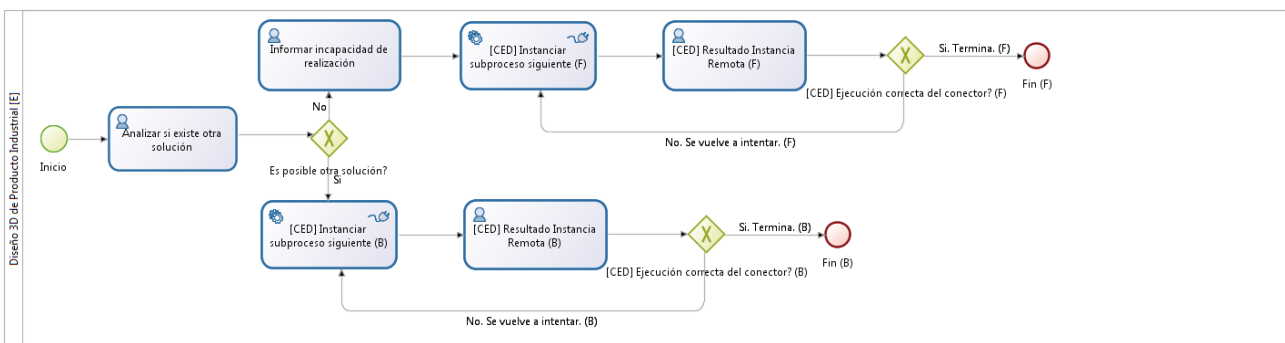 Diseño 3D de Producto Industrial [E]
Inicio
Analizar si existe otra
solución
No
Es posible otra solución?
Si
Informar incapacidad de
realización
[CED] Instanciar
subproceso siguiente (F)
[CED] Resultado Instancia
Remota (F)
[CED] Ejecución correcta del conector? (F)
Si. Termina. (F)
Fin (F)
No. Se vuelve a intentar. (F)
[CED] Instanciar
subproceso siguiente (B)
[CED] Resultado Instancia
Remota (B)
[CED] Ejecución correcta del conector? (B)
Si. Termina. (B)
Fin (B)
No. Se vuelve a intentar. (B)